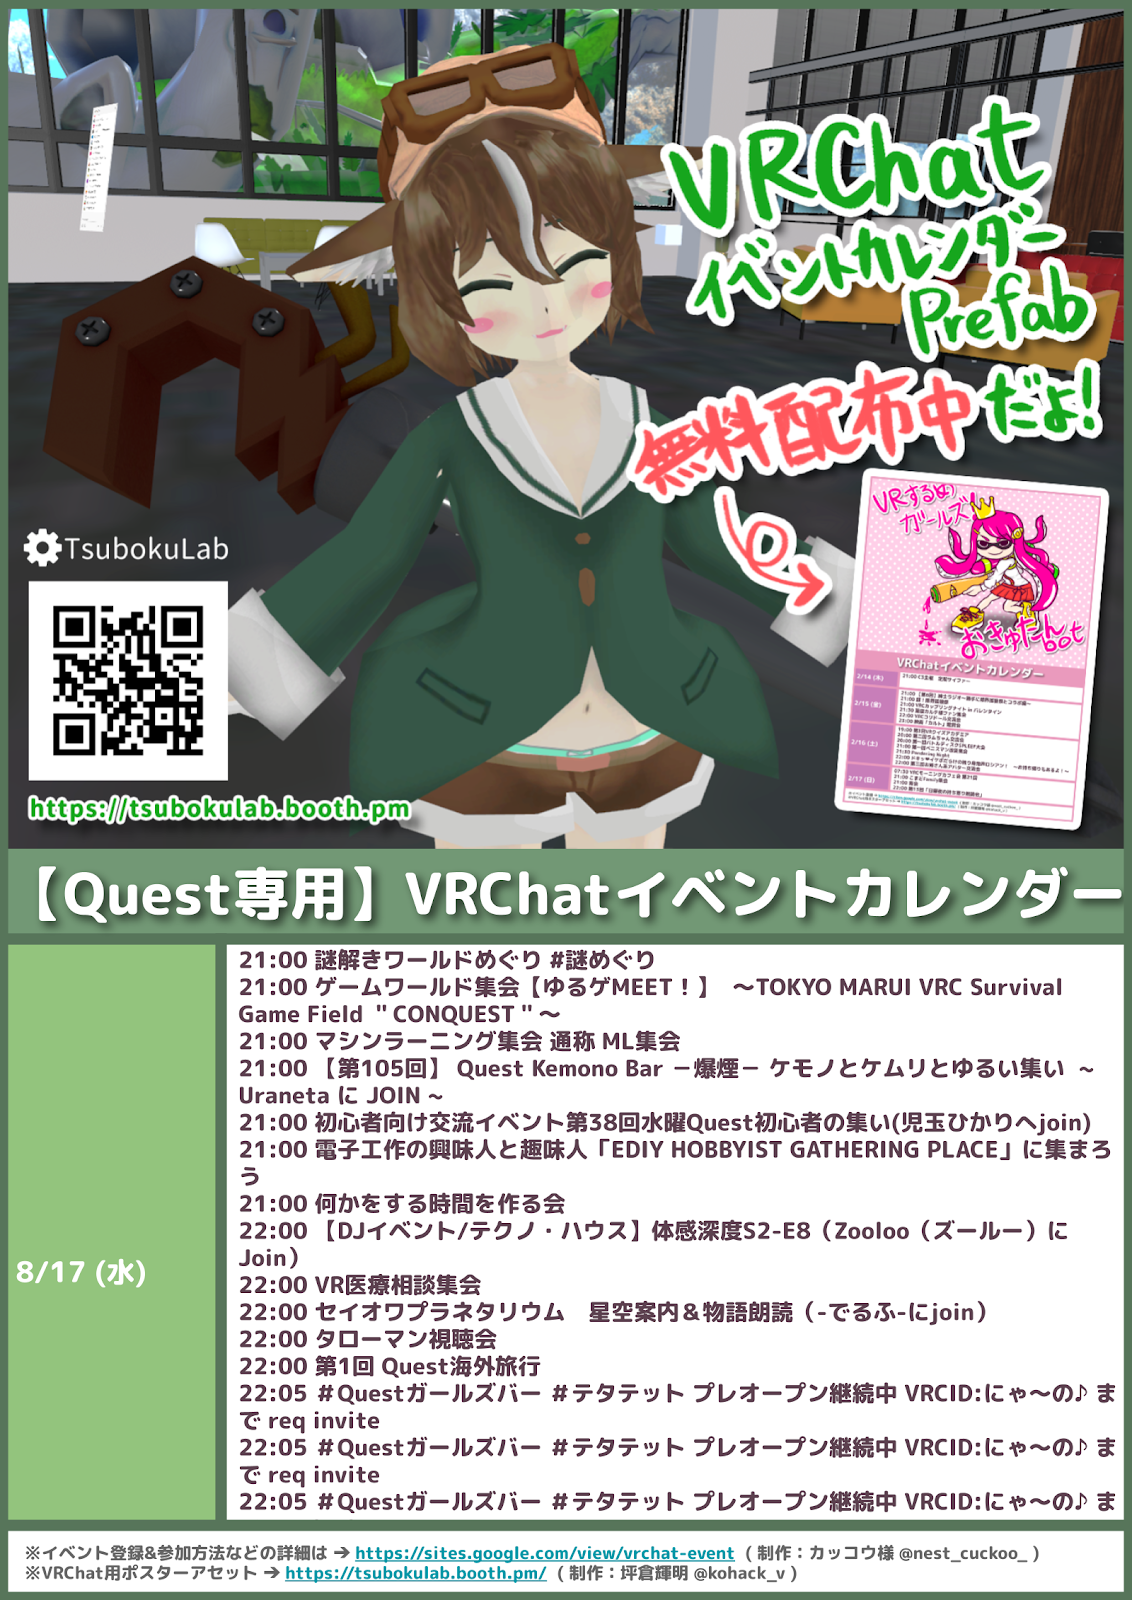 VRChat
イベントカレンダー
Prefab
無料配布中だよ!
VRするめ
ガールズ
おきゅたんbot
VRChatイベントカレンダー
2/14 (木)
2/15 (金)
2/16 (土)
2/17 (日)
TsubokuLab
https://tsubokulab.booth.pm
【Quest専用】VRChatイベントカレンダー
8/17 (水)
21:00 謎解きワールドめぐり #謎めぐり
21:00 ゲームワールド集会【ゆるゲMEET！】 ～TOKYO MARUI VRC Survival
Game Field ＂CONQUEST＂～
21:00 マシンラーニング集会 通称 ML集会
21:00 【第105回】 Quest Kemono Bar －爆煙－ ケモノとケムリとゆるい集い ~
Uraneta に JOIN ~
21:00 初心者向け交流イベント第38回水曜Quest初心者の集い(児玉ひかりへjoin)
21:00 電子工作の興味人と趣味人「EDIY HOBBYIST GATHERING PLACE」に集まろ
う
21:00 何かをする時間を作る会
22:00 【DJイベント/テクノ・ハウス】体感深度S2-E8（Zooloo（ズールー）に
Join）
22:00 VR医療相談集会
22:00 セイオワプラネタリウム　星空案内＆物語朗読（-でるふ-にjoin）
22:00 タローマン視聴会
22:00 第1回 Quest海外旅行
22:05 ＃Questガールズバー ＃テタテット プレオープン継続中 VRCID:にゃ～の♪ ま
で req invite
22:05 ＃Questガールズバー ＃テタテット プレオープン継続中 VRCID:にゃ～の♪ ま
で req invite
22:05 ＃Questガールズバー ＃テタテット プレオープン継続中 VRCID:にゃ～の♪ ま
※イベント登録&参加方法などの詳細は → https://sites.google.com/view/vrchat-event （制作：カッコウ様 @nest_cuckoo_ ）
※VRChat用ポスターアセット → https://tsubokulab.booth.pm/ （制作：坪倉輝明 @kohack_v ）